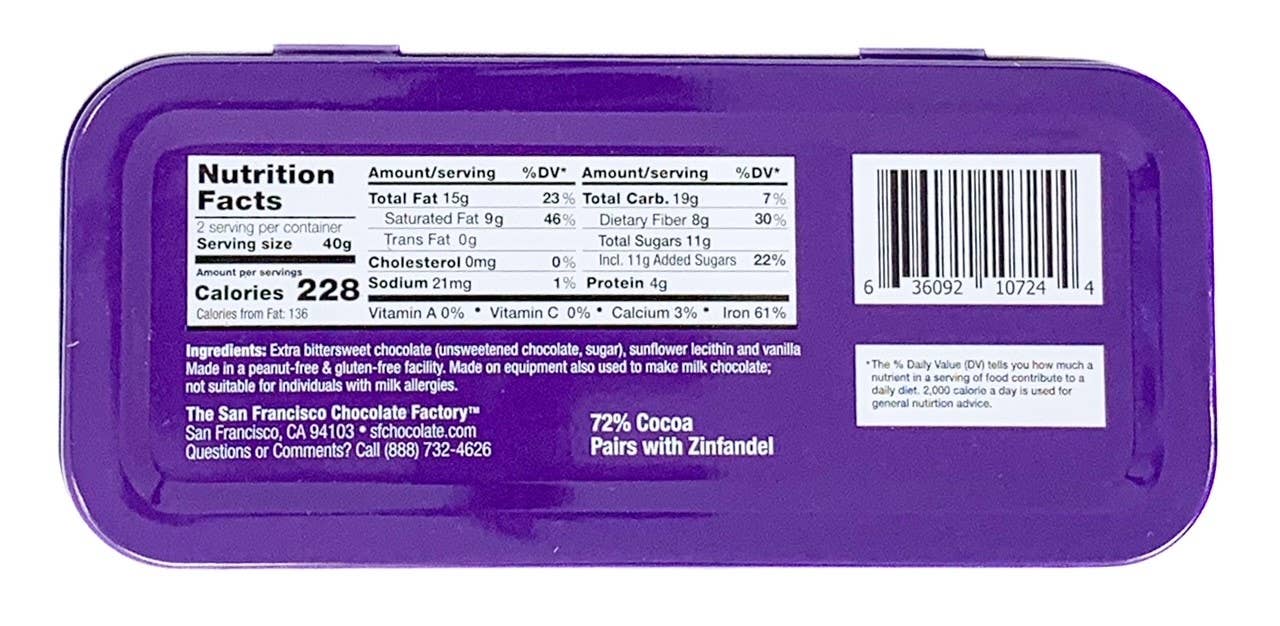 Nutrition
Facts
2 serving per container
Serving size 40g
Amount per servings
Calories 228
Calories from Fat: 136
Amount/serving %DV*
Total Fat 15g 23%
Saturated Fat 9g 46%
Trans Fat 0g
Cholesterol 0mg 0%
Sodium 21mg 1%
Amount/serving %DV*
Total Carb. 19g 7%
Dietary Fiber 8g 30%
Total Sugars 11g
Incl. 11g Added Sugars 22%
Protein 4g
Vitamin A 0% • Vitamin C 0% • Calcium 3% • Iron 61%
Ingredients: Extra bittersweet chocolate (unsweetened chocolate, sugar), sunflower lecithin and vanilla
Made in a peanut-free & gluten-free facility. Made on equipment also used to make milk chocolate;
not suitable for individuals with milk allergies.
The San Francisco Chocolate Factory™
San Francisco, CA 94103 • sfchocolate.com
Questions or Comments? Call (888) 732-4626
72% Cocoa
Pairs with Zinfandel
6 36092 10724 4
*The % Daily Value (DV) tells you how much a
nutrient in a serving of food contribute to a
daily diet. 2,000 calorie a day is used for
general nutirtion advice.